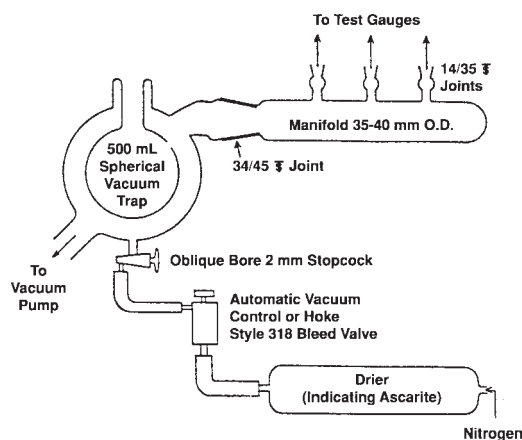 To Test Gauges
14/35 ⟆
Joints
Manifold 35-40 mm O.D.
500 mL
Spherical
Vacuum
Trap
34/45 ⟆ Joint
To
Vacuum
Pump
Oblique Bore 2 mm Stopcock
Automatic Vacuum
Control or Hoke
Style 318 Bleed Valve
Drier
(Indicating Ascarite)
Nitrogen